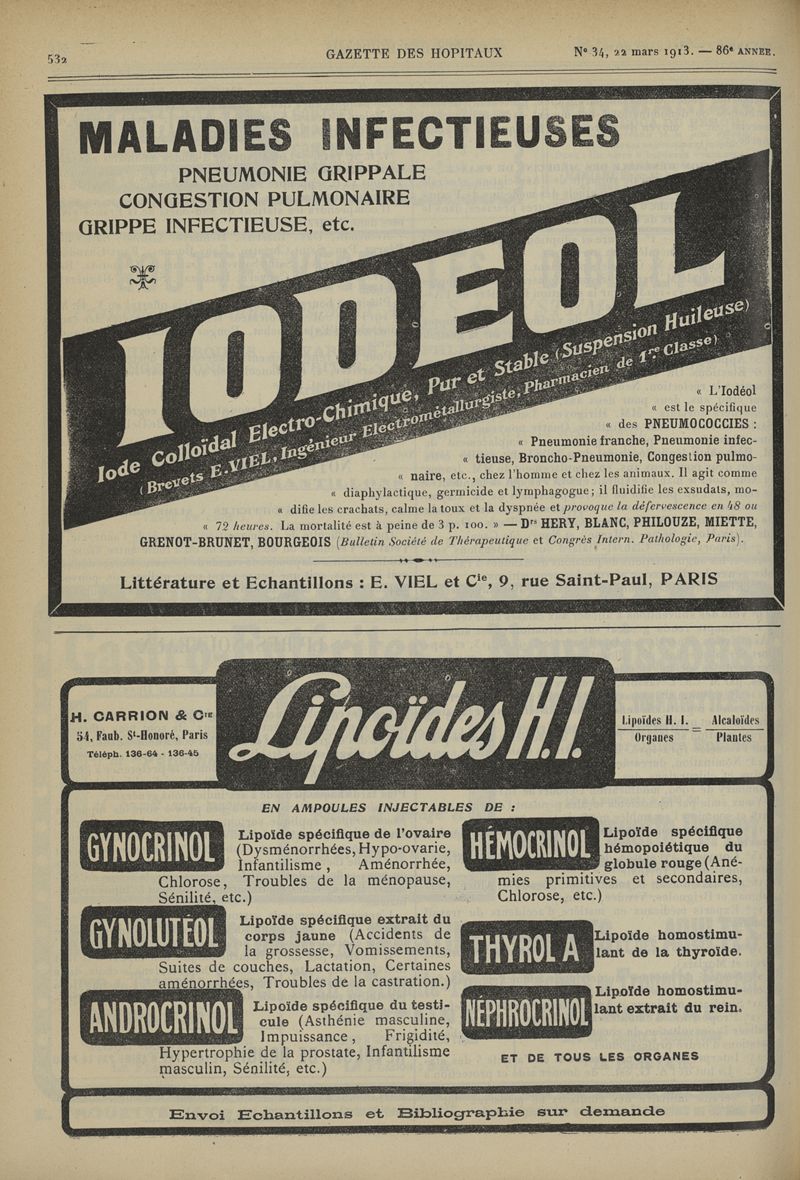 532
GAZETTE DES HOPITAUX
N° 34, 22 mars 1913. — 86e ANNEE.
MALADIES INFECTIEUSES
PNEUMONIE GRIPPALE
CONGESTION PULMONAIRE
GRIPPE INFECTIEUSE, etc.
IODEOL
Iode Colloïdal Electro-Chimique, Pur et Stable (Suspension Huileuse)
(Brevets E. VIEL, Ingénieur Electrométallurgiste, Pharmacien de 1re Classe)
« L'Iodéol
« est le spécifique
« des PNEUMOCOCCIES :
« Pneumonie franche, Pneumonie infec-
« tieuse, Broncho-Pneumonie, Congestion pulmo-
« naire, etc., chez l'homme et chez les animaux. Il agit comme
« diaphylactique, germicide et lymphagogue; il fluidifie les exsudats, mo-
« difie les crachats, calme la toux et la dyspnée et provoque la défervescence en 48 ou
« 72 heures. La mortalité est à peine de 3 p. 100. » — Drs HERY, BLANC, PHILOUZE, MIETTE,
GRENOT-BRUNET, BOURGEOIS (Bulletin Société de Thérapeutique et Congrès Intern. Pathologie, Paris).
Littérature et Echantillons : E. VIEL et Cie, 9, rue Saint-Paul, PARIS
H. CARRION & Cie
54, Faub. St-Honoré, Paris
Téléph. 136-64 - 136-45
Lipoïdes H.I.
Lipoïdes H. I. = Alcaloïdes
Organes Plantes
EN AMPOULES INJECTABLES DE :
GYNOCRINOL
Lipoïde spécifique de l'ovaire
(Dysménorrhées, Hypo-ovarie,
Infantilisme, Aménorrhée,
Chlorose, Troubles de la ménopause,
Sénilité, etc.)
GYNOLUTÉOL
Lipoïde spécifique extrait du
corps jaune (Accidents de
la grossesse, Vomissements,
Suites de couches, Lactation, Certaines
aménorrhées, Troubles de la castration.)
ANDROCRINOL
Lipoïde spécifique du testi-
cule (Asthénie masculine,
Impuissance, Frigidité,
Hypertrophie de la prostate, Infantilisme
masculin, Sénilité, etc.)
HÉMOCRINOL
Lipoïde spécifique
hémopoiétique du
globule rouge (Ané-
mies primitives et secondaires,
Chlorose, etc.)
THYROL A
Lipoïde homostimu-
lant de la thyroïde.
NÉPHROCRINOL
Lipoïde homostimu-
lant extrait du rein.
ET DE TOUS LES ORGANES
Envoi Echantillons et Bibliographie sur demande